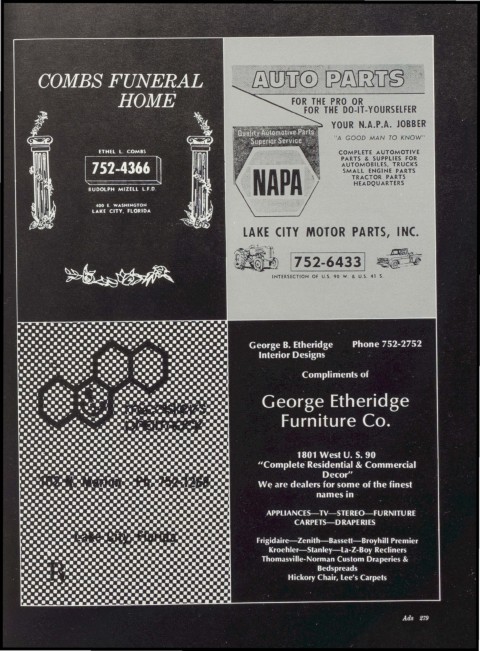 COMBS FUNERAL
HOME
ETHEL L. COMBS
752-4366
RUDOLPH MIZELL L.F.D.
400 E. WASHINGTON
LAKE CITY, FLORIDA
AUTO PARTS
FOR THE PRO OR
FOR THE DO-IT-YOURSELFER
YOUR N.A.P.A. JOBBER
"A GOOD MAN TO KNOW"
Quality Automotive Parts
Superior Service
NAPA
COMPLETE AUTOMOTIVE
PARTS & SUPPLIES FOR
AUTOMOBILES, TRUCKS
SMALL ENGINE PARTS
TRACTOR PARTS
HEADQUARTERS
LAKE CITY MOTOR PARTS, INC.
752-6433
INTERSECTION OF U.S. 90 W. & U.S. 41 S.
pharmacy
N. Marion Ph. 752-1268
Lake City, Florida
George B. Etheridge Phone 752-2752
Interior Designs
Compliments of
George Etheridge
Furniture Co.
1801 West U. S. 90
"Complete Residential & Commercial
Decor"
We are dealers for some of the finest
names in
APPLIANCES—TV—STEREO—FURNITURE
CARPETS—DRAPERIES
Frigidaire—Zenith—Bassett—Broyhill Premier
Kroehler—Stanley—La-Z-Boy Recliners
Thomasville-Norman Custom Draperies &
Bedspreads
Hickory Chair, Lee's Carpets
Ads 279